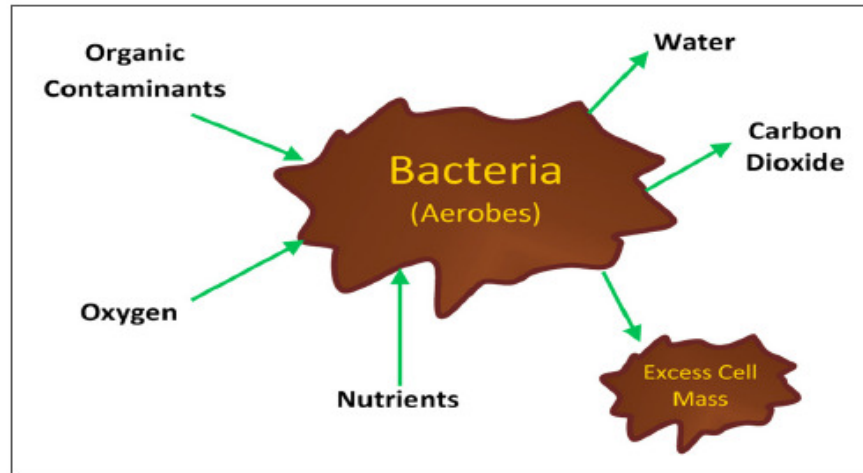 Organic
Contaminants
Water
Carbon
Dioxide
Bacteria
(Aerobes)
Oxygen
Nutrients
Excess Cell
Mass